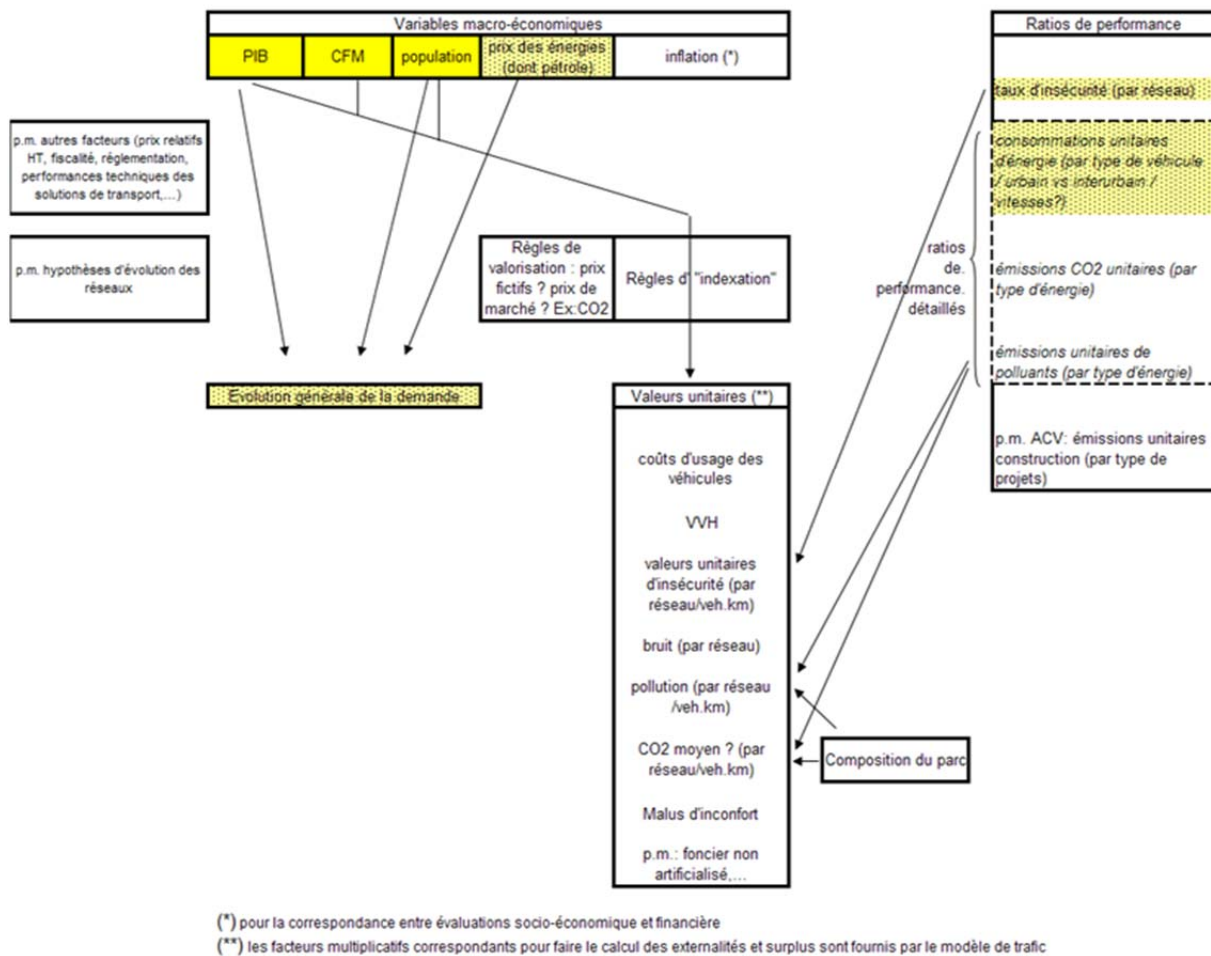 Variables macro-économiques
PIB
CFM
population
prix des énergies
(dont pétrole)
inflation (*)
p.m. autres facteurs (prix relatifs
HT, fiscalité, réglementation,
performances techniques des
solutions de transport,...)
p.m. hypothèses d'évolution des
réseaux
Règles de
valorisation : prix
fictifs ? prix de
marché ? Ex:CO2
Règles d' "indexation"
Evolution générale de la demande
Valeurs unitaires (**)
coûts d'usage des
véhicules
VVH
valeurs unitaires
d'insécurité (par
réseau/veh.km)
bruit (par réseau)
pollution (par réseau
/veh.km)
CO2 moyen ? (par
réseau/veh.km)
Malus d'inconfort
p.m.: foncier non
artificialisé,...
Composition du parc
Ratios de performance
taux d'insécurité (par réseau)
consommations unitaires
d'énergie (par type de véhicule
/ urbain vs interurbain /
vitesses?)
ratios
de.
performance.
détaillés
émissions CO2 unitaires (par
type d'énergie)
émissions unitaires de
polluants (par type d'énergie)
p.m. ACV: émissions unitaires
construction (par type de
projets)
(*) pour la correspondance entre évaluations socio-économique et financière
(**) les facteurs multiplicatifs correspondants pour faire le calcul des externalités et surplus sont fournis par le modèle de trafic